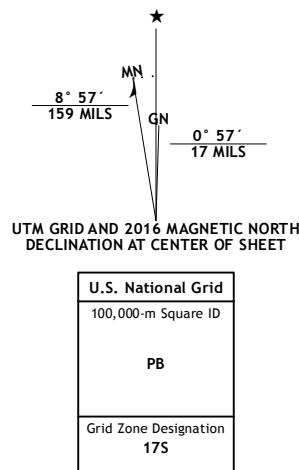 ★
MN
GN
8° 57´
159 MILS
0° 57´
17 MILS
UTM GRID AND 2016 MAGNETIC NORTH
DECLINATION AT CENTER OF SHEET
U.S. National Grid
100,000-m Square ID
PB
Grid Zone Designation
17S